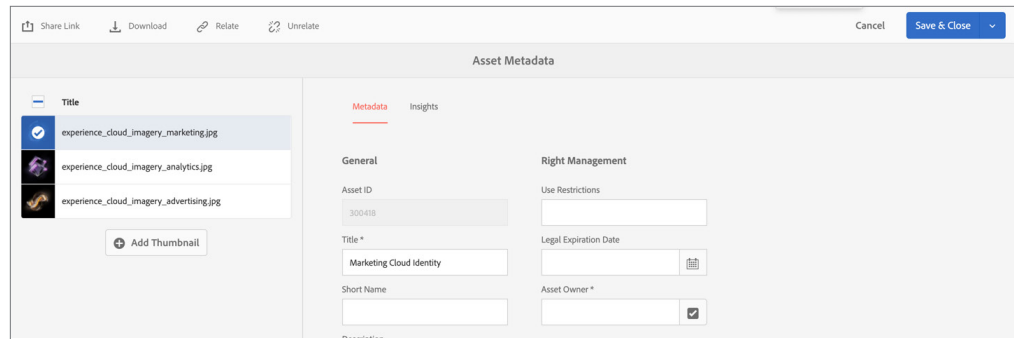 Share Link Download Relate Unrelate Cancel Save & Close
Asset Metadata
Title
experience_cloud_imagery_marketing.jpg
experience_cloud_imagery_analytics.jpg
experience_cloud_imagery_advertising.jpg
Add Thumbnail
Metadata Insights
General
Asset ID
300418
Title *
Marketing Cloud Identity
Short Name
Right Management
Use Restrictions
Legal Expiration Date
Asset Owner *